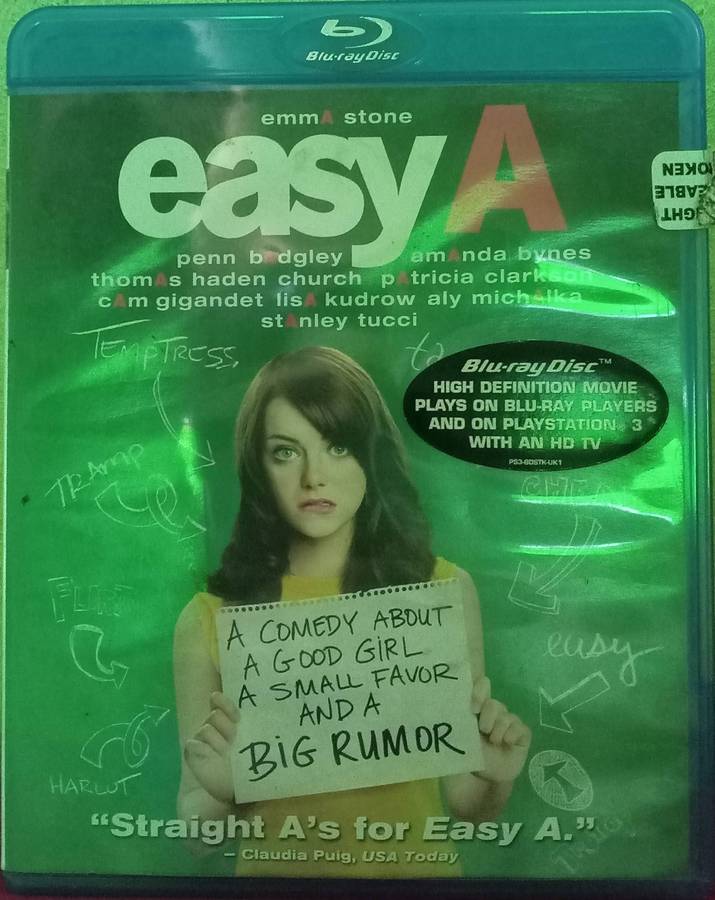 Blu-ray Disc
emmA stone
easy A
penn bAdgley amAnda bynes
thomAs haden church pAtricia clarkson
cAm gigandet lisA kudrow aly michAlka
stAnley tucci
TEMPTRESS
Blu-ray Disc™
HIGH DEFINITION MOVIE
PLAYS ON BLU-RAY PLAYERS
AND ON PLAYSTATION® 3
WITH AN HD TV
PS3-BDSTK-UK1
TRAMP
FLIRT
easy
HARLOT
A COMEDY ABOUT
A GOOD GIRL
A SMALL FAVOR
AND A
BIG RUMOR
“Straight A's for Easy A.”
– Claudia Puig, USA Today